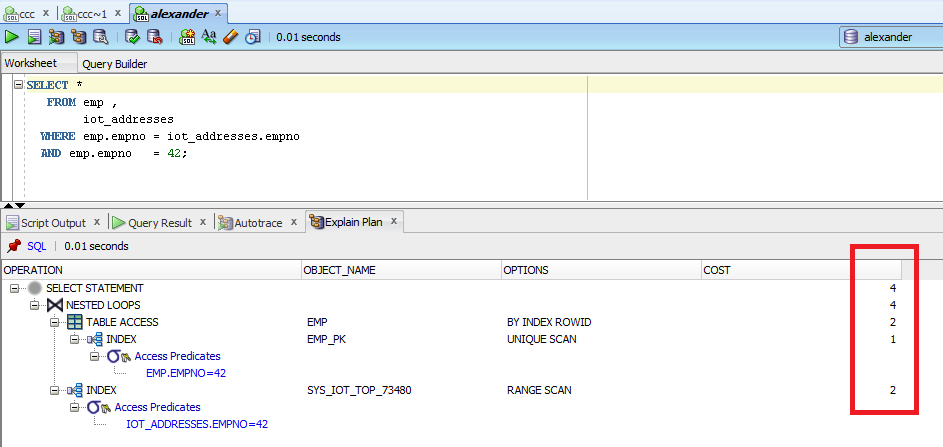 ccc x ccc~1 x alexander x
0.01 seconds alexander
Worksheet Query Builder
SELECT *
FROM emp ,
iot_addresses
WHERE emp.empno = iot_addresses.empno
AND emp.empno = 42;
Script Output x Query Result x Autotrace x Explain Plan x
SQL | 0.01 seconds
OPERATION OBJECT_NAME OPTIONS COST
SELECT STATEMENT 4
NESTED LOOPS 4
TABLE ACCESS EMP BY INDEX ROWID 2
INDEX EMP_PK UNIQUE SCAN 1
Access Predicates
EMP.EMPNO=42
INDEX SYS_IOT_TOP_73480 RANGE SCAN 2
Access Predicates
IOT_ADDRESSES.EMPNO=42